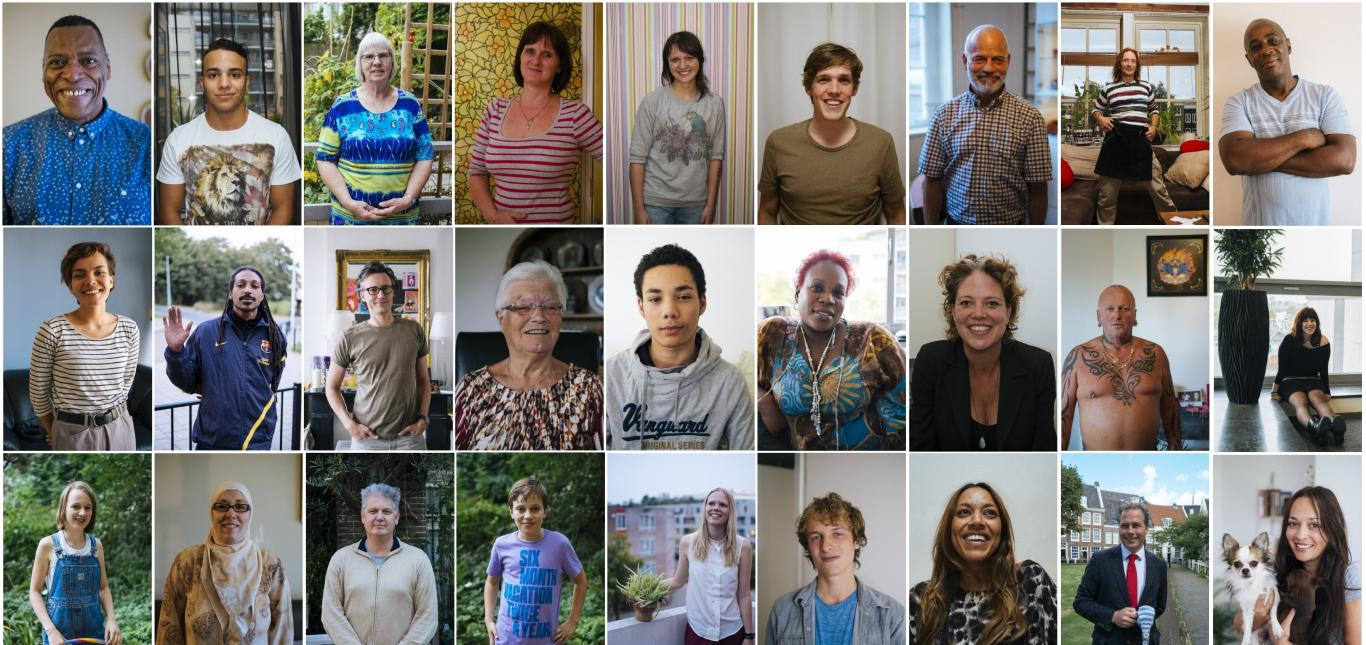 Vanguard
ORIGINAL SERIES
SIX
MONTH
VACATION
TWICE
A YEAR